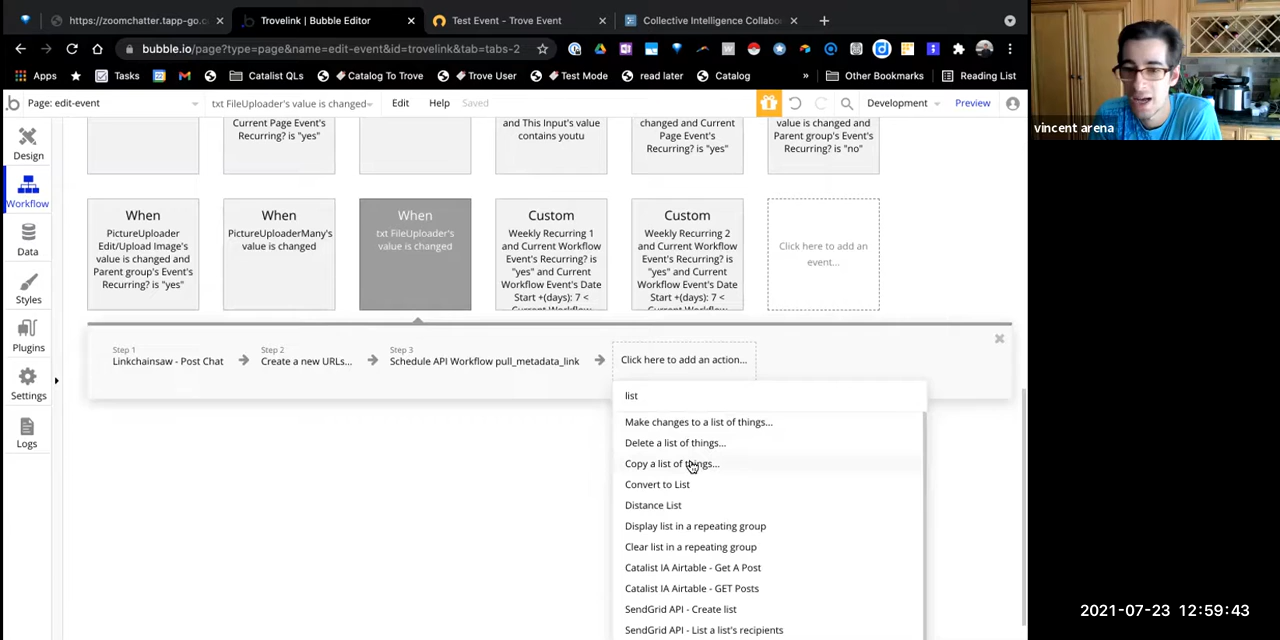 https://zoomchatter.tapp-go.c
Trovelink | Bubble Editor
Test Event - Trove Event
Collective Intelligence Collabo
bubble.io/page?type=page&name=edit-event&id=trovelink&tab=tabs-2
Apps
Tasks
Catalist QLs
Catalog To Trove
Trove User
Test Mode
read later
Catalog
»
Other Bookmarks
Reading List
Page: edit-event
txt FileUploader's value is changed
Edit
Help
Saved
Development
Preview
vincent arena
Design
Workflow
Data
Styles
Plugins
Settings
Logs
Current Page Event's
Recurring? is "yes"
and This Input's value
contains youtu
changed and Current
Page Event's
Recurring? is "yes"
value is changed and
Parent group's Event's
Recurring? is "no"
When
PictureUploader
Edit/Upload Image's
value is changed and
Parent group's Event's
Recurring? is "yes"
When
PictureUploaderMany's
value is changed
When
txt FileUploader's
value is changed
Custom
Weekly Recurring 1
and Current Workflow
Event's Recurring? is
"yes" and Current
Workflow Event's Date
Start +(days): 7 <
Current Workflow
Custom
Weekly Recurring 2
and Current Workflow
Event's Recurring? is
"yes" and Current
Workflow Event's Date
Start +(days): 7 <
Current Workflow
Click here to add an
event...
Step 1
Linkchainsaw - Post Chat
Step 2
Create a new URLs...
Step 3
Schedule API Workflow pull_metadata_link
Click here to add an action...
list
Make changes to a list of things...
Delete a list of things...
Copy a list of things...
Convert to List
Distance List
Display list in a repeating group
Clear list in a repeating group
Catalist IA Airtable - Get A Post
Catalist IA Airtable - GET Posts
SendGrid API - Create list
SendGrid API - List a list's recipients
2021-07-23 12:59:43